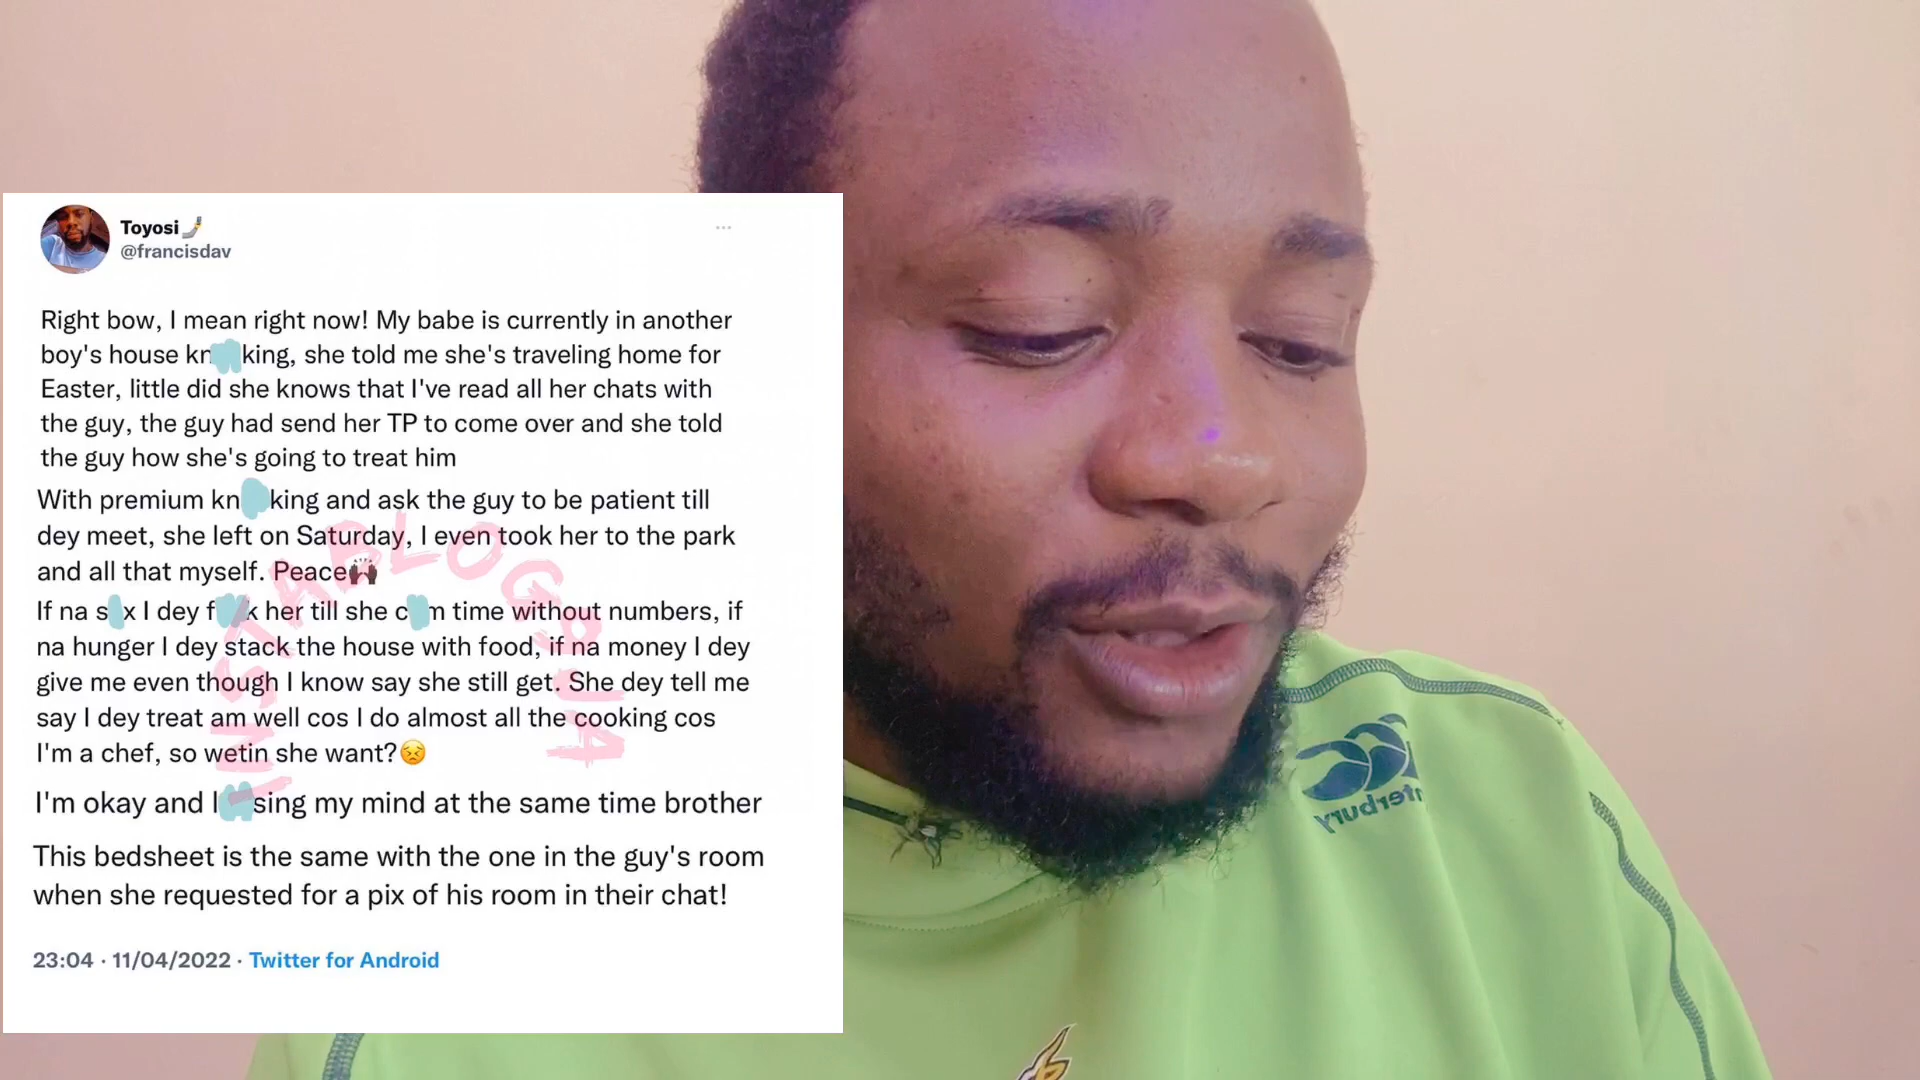 Toyosi
@francisdav
Right bow, I mean right now! My babe is currently in another
boy's house kn king, she told me she's traveling home for
Easter, little did she knows that I've read all her chats with
the guy, the guy had send her TP to come over and she told
the guy how she's going to treat him
With premium kn king and ask the guy to be patient till
dey meet, she left on Saturday, I even took her to the park
and all that myself. Peace🙌🏿
If na s x I dey f k her till she c m time without numbers, if
na hunger I dey stack the house with food, if na money I dey
give me even though I know say she still get. She dey tell me
say I dey treat am well cos I do almost all the cooking cos
I'm a chef, so wetin she want?😣
I'm okay and l sing my mind at the same time brother
This bedsheet is the same with the one in the guy's room
when she requested for a pix of his room in their chat!
23:04 · 11/04/2022 · Twitter for Android
INSTABLOG9JA